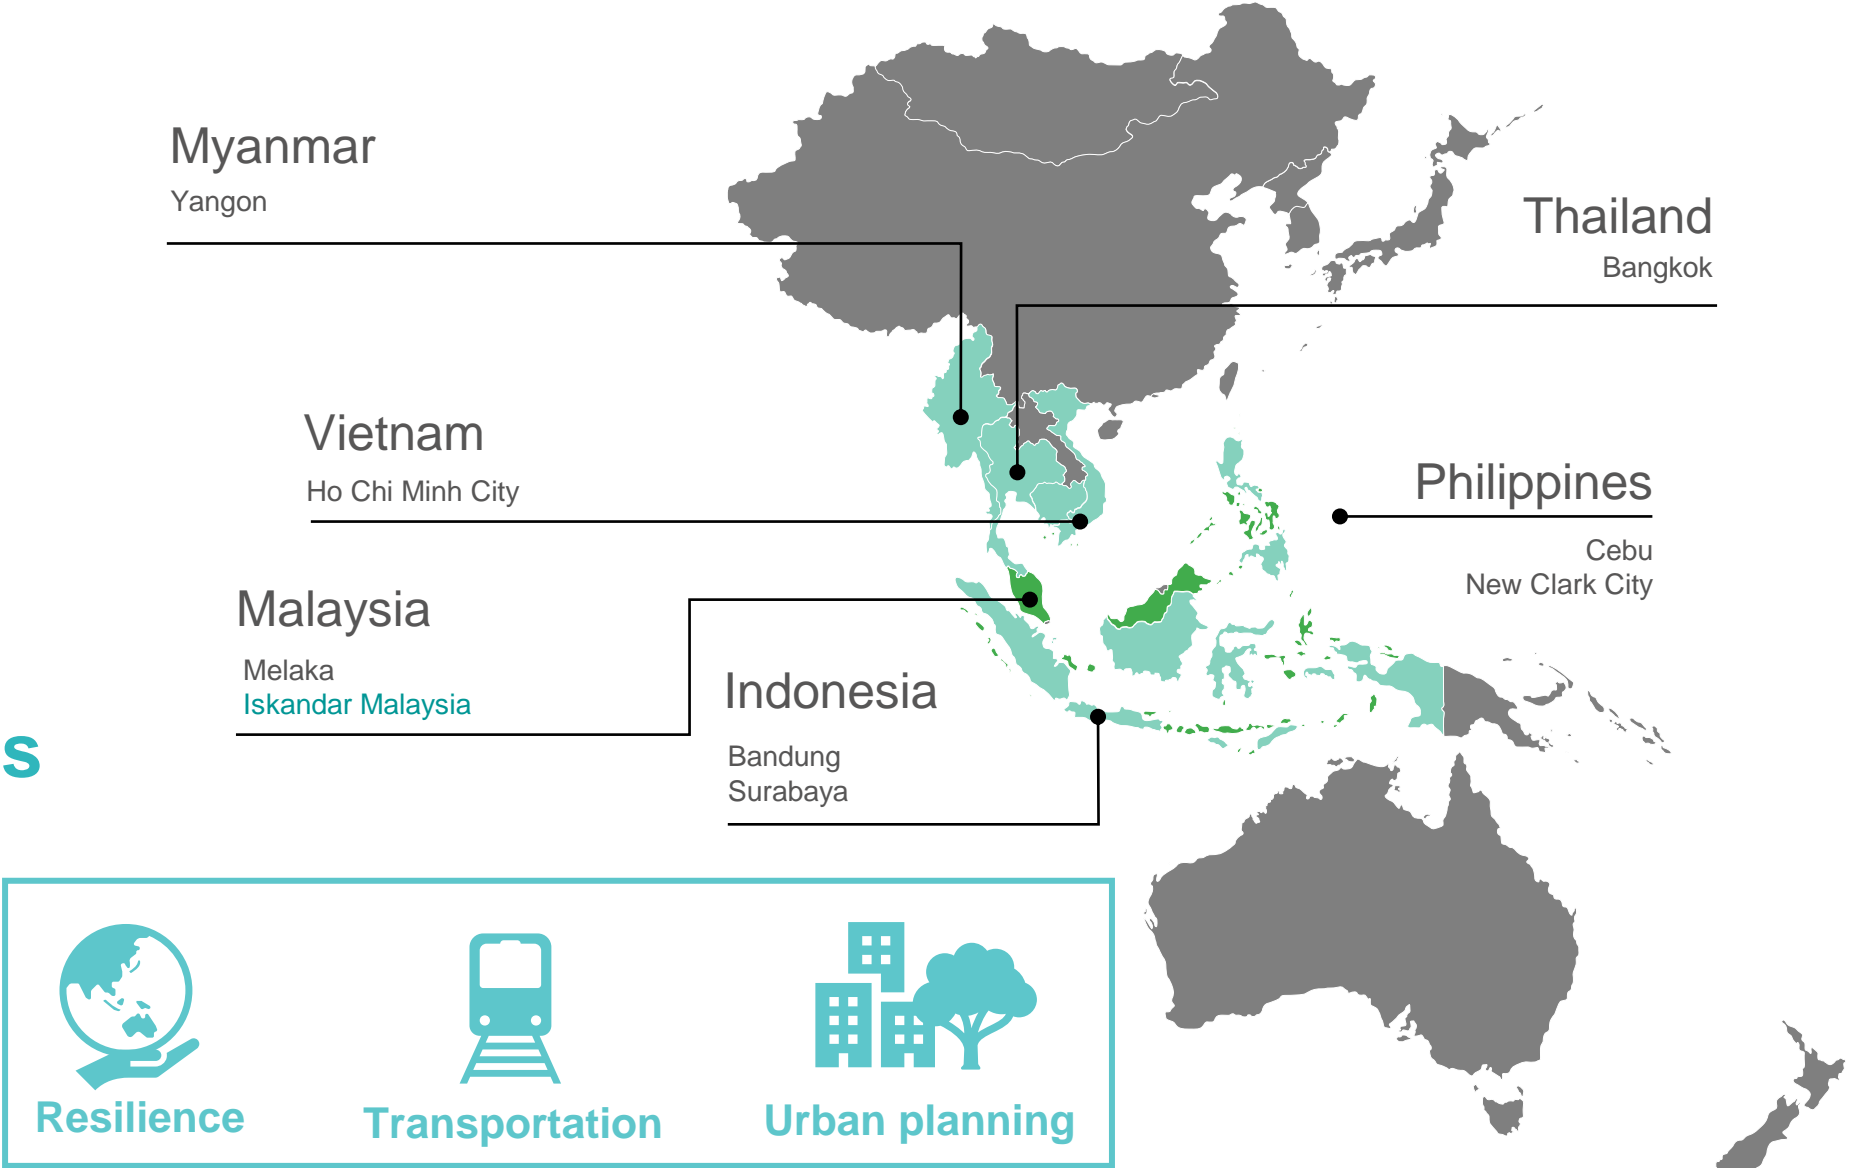 Myanmar
Yangon
Thailand
Bangkok
Vietnam
Ho Chi Minh City
Philippines
Cebu
New Clark City
Malaysia
Melaka
Iskandar Malaysia
Indonesia
Bandung
Surabaya
s
Resilience
Transportation
Urban planning